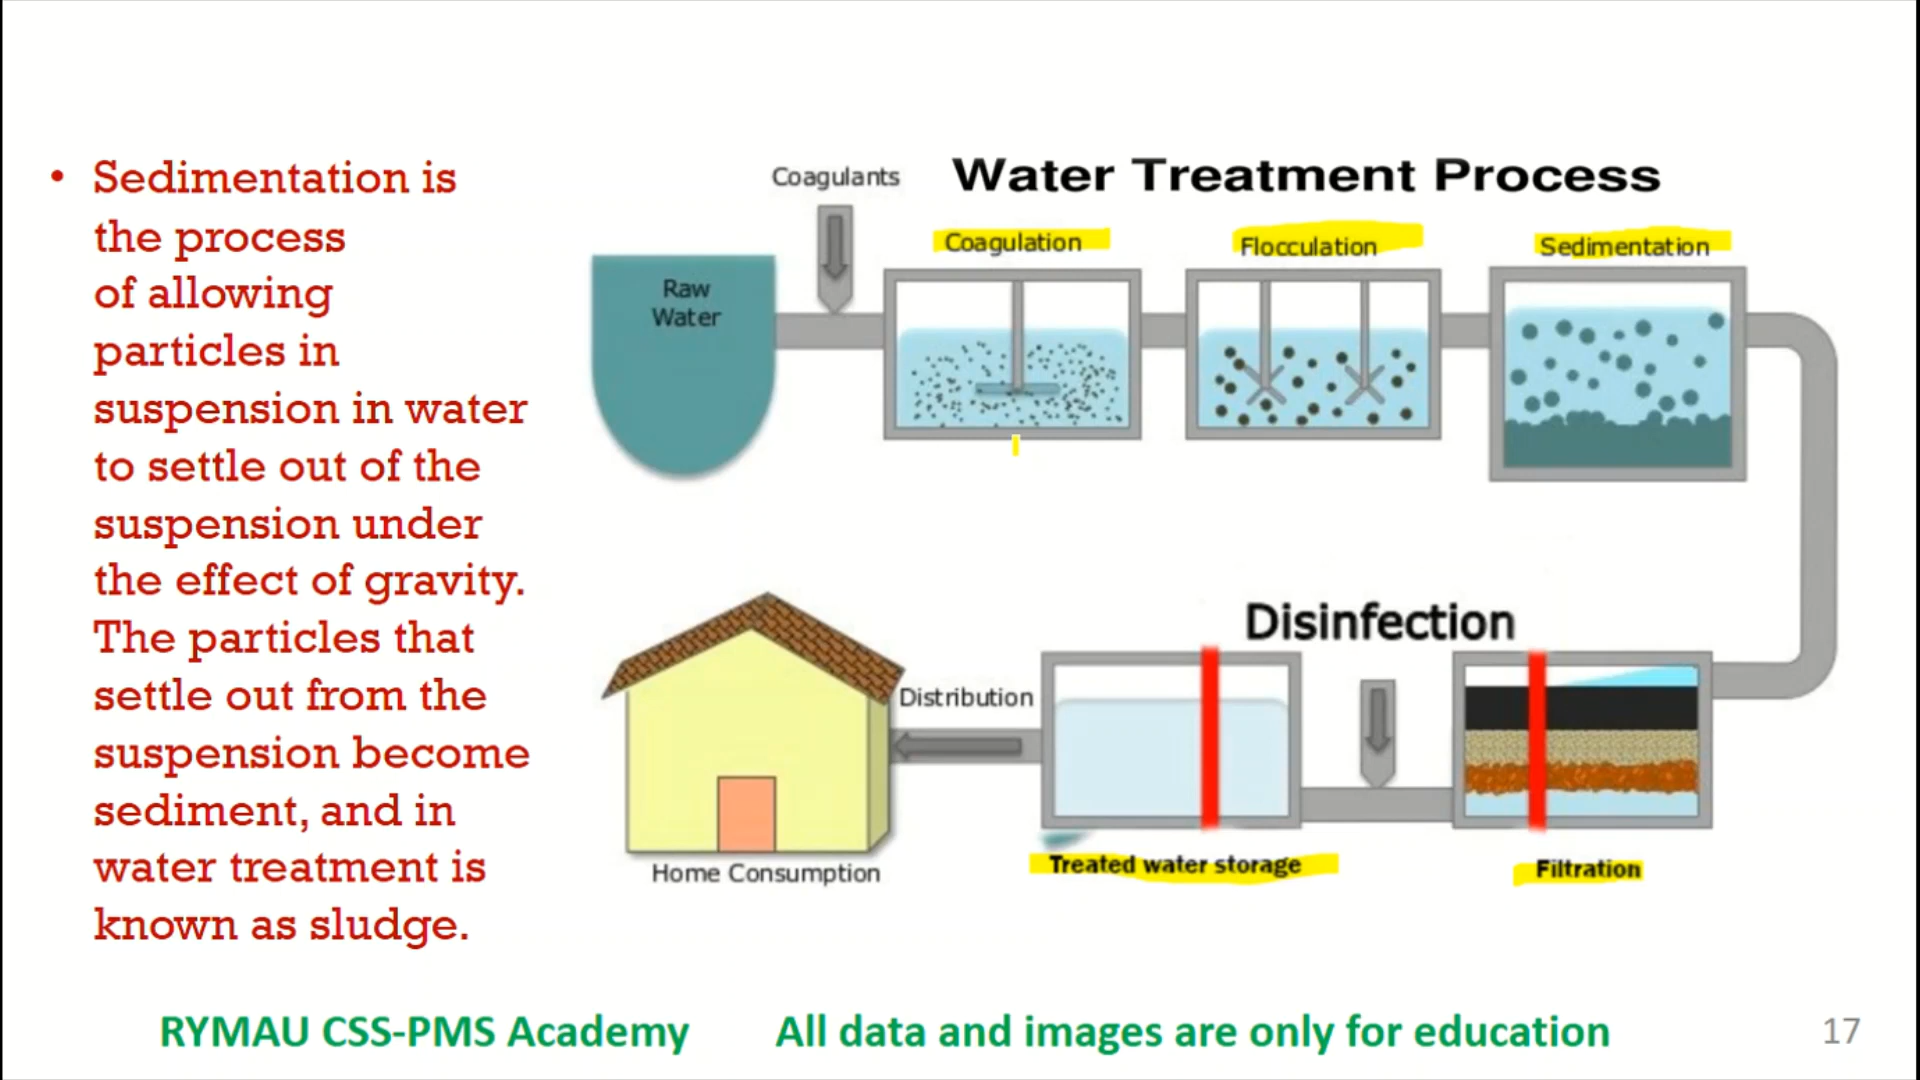 • Sedimentation is
the process
of allowing
particles in
suspension in water
to settle out of the
suspension under
the effect of gravity.
The particles that
settle out from the
suspension become
sediment, and in
water treatment is
known as sludge.
Water Treatment Process
Coagulants
Coagulation
Flocculation
Sedimentation
Raw
Water
Disinfection
Distribution
Treated water storage
Filtration
Home Consumption
RYMAU CSS-PMS Academy
All data and images are only for education
17